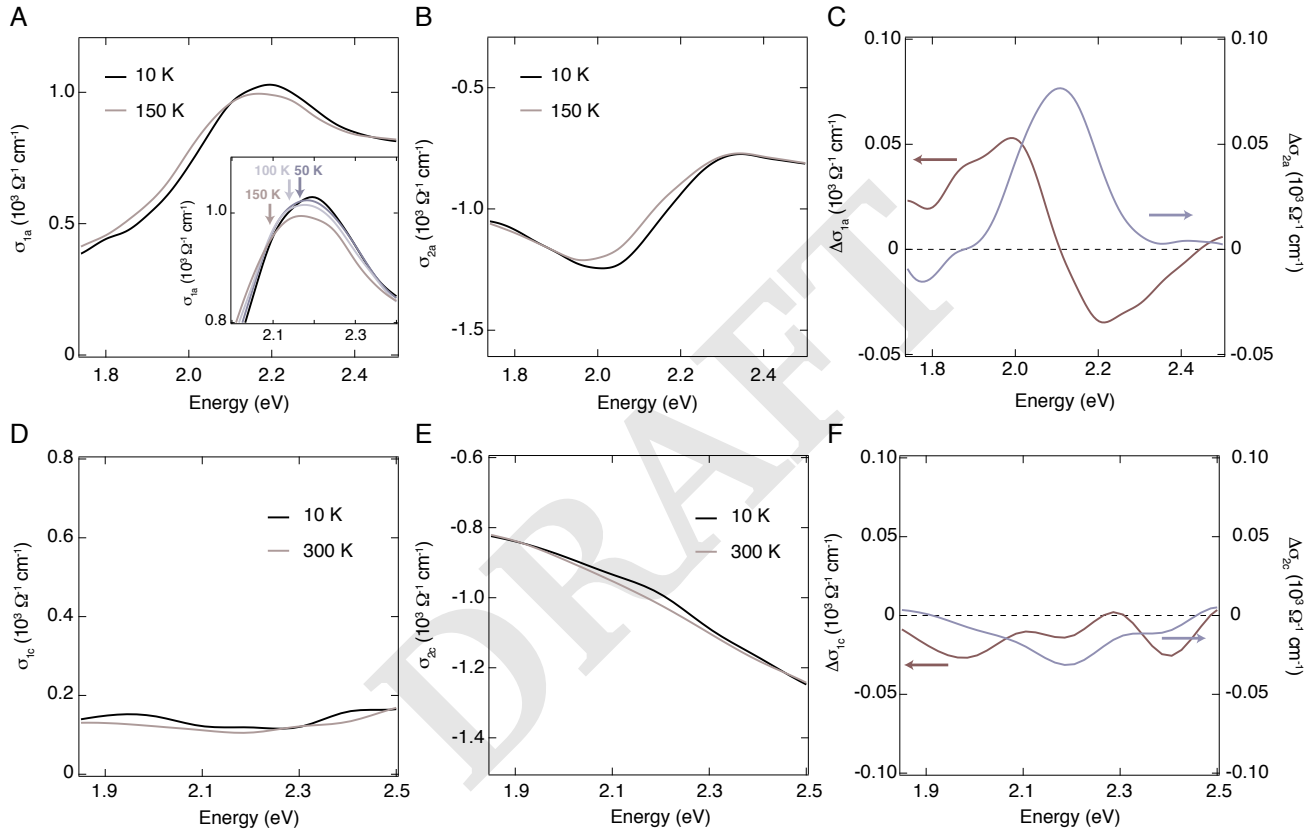 A
σ1a (10³ Ω⁻¹ cm⁻¹)
1.0
0.5
0
10 K
150 K
100 K 50 K
150 K
σ1a (10³ Ω⁻¹ cm⁻¹)
1.0
0.8
2.1 2.3
1.8 2.0 2.2 2.4
Energy (eV)
B
σ2a (10³ Ω⁻¹ cm⁻¹)
-0.5
-1.0
-1.5
10 K
150 K
1.8 2.0 2.2 2.4
Energy (eV)
C
Δσ1a (10³ Ω⁻¹ cm⁻¹)
0.10
0.05
0
-0.05
0.10
0.05
0
-0.05
Δσ2a (10³ Ω⁻¹ cm⁻¹)
1.8 2.0 2.2 2.4
Energy (eV)
D
σ1c (10³ Ω⁻¹ cm⁻¹)
0.8
0.6
0.4
0.2
0
10 K
300 K
1.9 2.1 2.3 2.5
Energy (eV)
E
σ2c (10³ Ω⁻¹ cm⁻¹)
-0.6
-0.8
-1.0
-1.2
-1.4
10 K
300 K
1.9 2.1 2.3 2.5
Energy (eV)
F
Δσ1c (10³ Ω⁻¹ cm⁻¹)
0.10
0.05
0
-0.05
-0.10
0.10
0.05
0
-0.05
-0.10
Δσ2c (10³ Ω⁻¹ cm⁻¹)
1.9 2.1 2.3 2.5
Energy (eV)
DRAFT